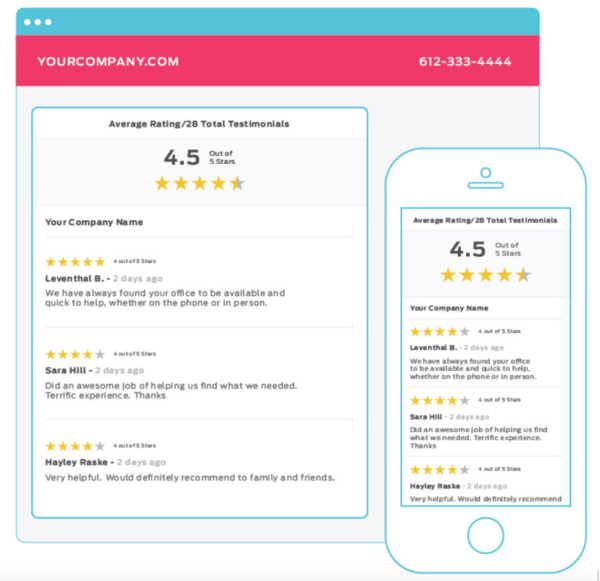 YOURCOMPANY.COM
612-333-4444
Average Rating/28 Total Testimonials
4.5 Out of
5 Stars
Your Company Name
4 out of 5 Stars
Leventhal B. - 2 days ago
We have always found your office to be available and
quick to help, whether on the phone or in person.
4 out of 5 Stars
Sara Hill - 2 days ago
Did an awesome job of helping us find what we needed.
Terrific experience. Thanks
4 out of 5 Stars
Hayley Raske - 2 days ago
Very helpful. Would definitely recommend to family and friends.
Average Rating/28 Total Testimonials
4.5 Out of
5 Stars
Your Company Name
4 out of 5 Stars
Leventhal B. - 2 days ago
We have always found your office
to be available and quick to help,
whether on the phone or in person.
4 out of 5 Stars
Sara Hill - 2 days ago
Did an awesome job of helping us find
what we needed. Terrific experience.
Thanks
4 out of 5 Stars
Hayley Raske - 2 days ago
Very helpful. Would definitely recommend